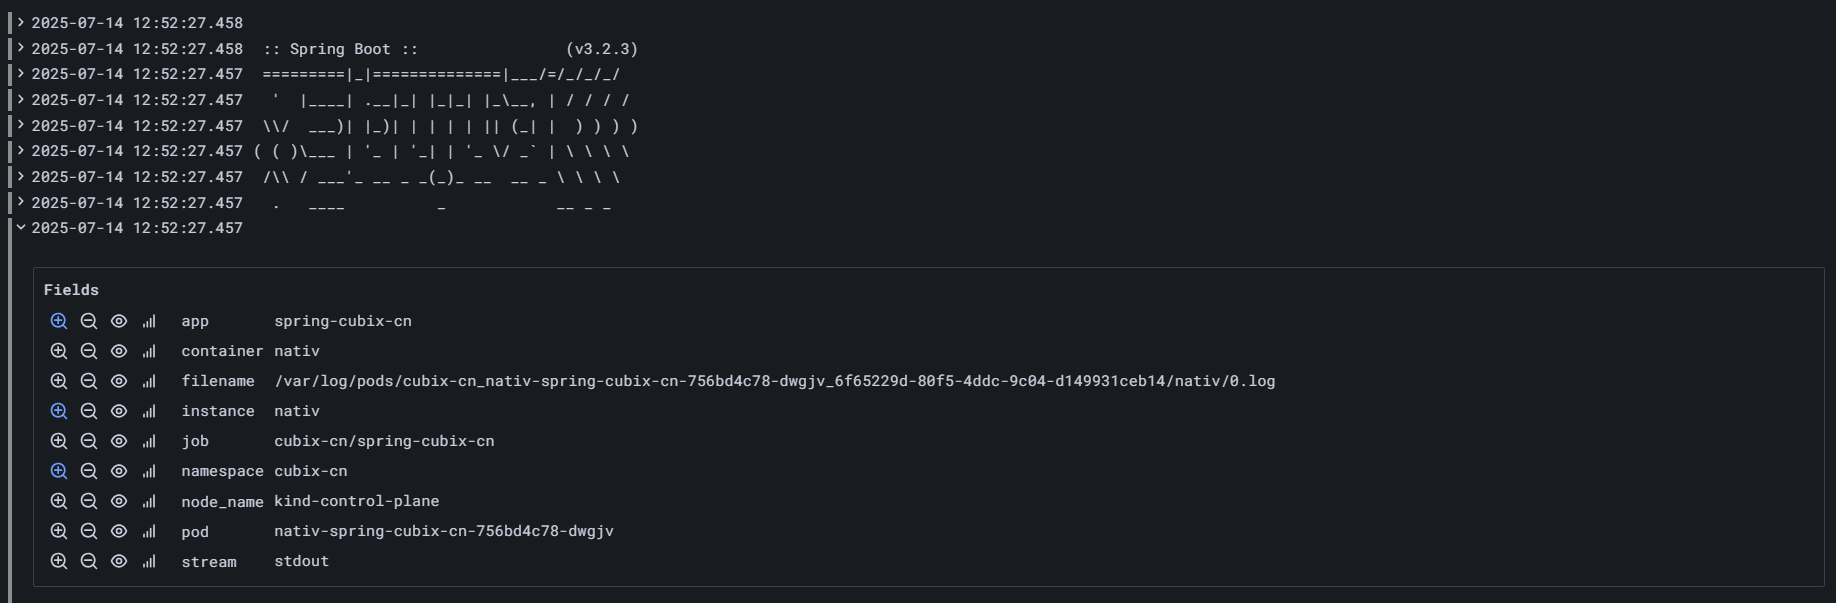 2025-07-14 12:52:27.458
2025-07-14 12:52:27.458  :: Spring Boot ::                (v3.2.3)
2025-07-14 12:52:27.457  =========|_|==============|___/=/_/_/_/
2025-07-14 12:52:27.457   '  |____| .__|_| |_|_| |_\__, | / / / /
2025-07-14 12:52:27.457  \\/  ___)| |_)| | | | | || (_| |  ) ) ) )
2025-07-14 12:52:27.457 ( ( )\___ | '_ | '_| | '_ \/ _` | \ \ \ \
2025-07-14 12:52:27.457  /\\ / ___'_ __ _ _(_)_ __  __ _ \ \ \ \
2025-07-14 12:52:27.457   .   ____          _            __ _ _
2025-07-14 12:52:27.457
Fields
app spring-cubix-cn
container nativ
filename /var/log/pods/cubix-cn_nativ-spring-cubix-cn-756bd4c78-dwgjv_6f65229d-80f5-4ddc-9c04-d149931ceb14/nativ/0.log
instance nativ
job cubix-cn/spring-cubix-cn
namespace cubix-cn
node_name kind-control-plane
pod nativ-spring-cubix-cn-756bd4c78-dwgjv
stream stdout